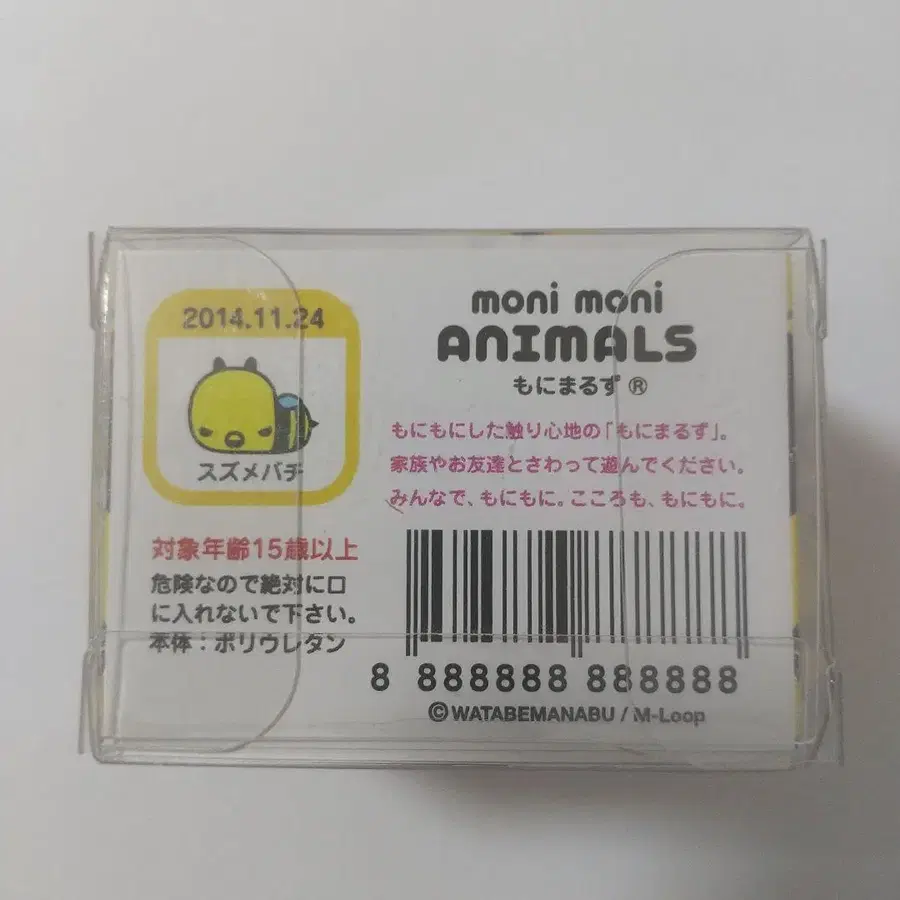 2014.11.24
スズメバチ
moni moni
ANIMALS
もにまるず ®
もにもにした触り心地の「もにまるず」。
家族やお友達とさわって遊んでください。
みんなで、もにもに。こころも、もにもに。
対象年齢15歳以上
危険なので絶対に口
に入れないで下さい。
本体：ポリウレタン
8 888888 888888
©WATABEMANABU / M-Loop